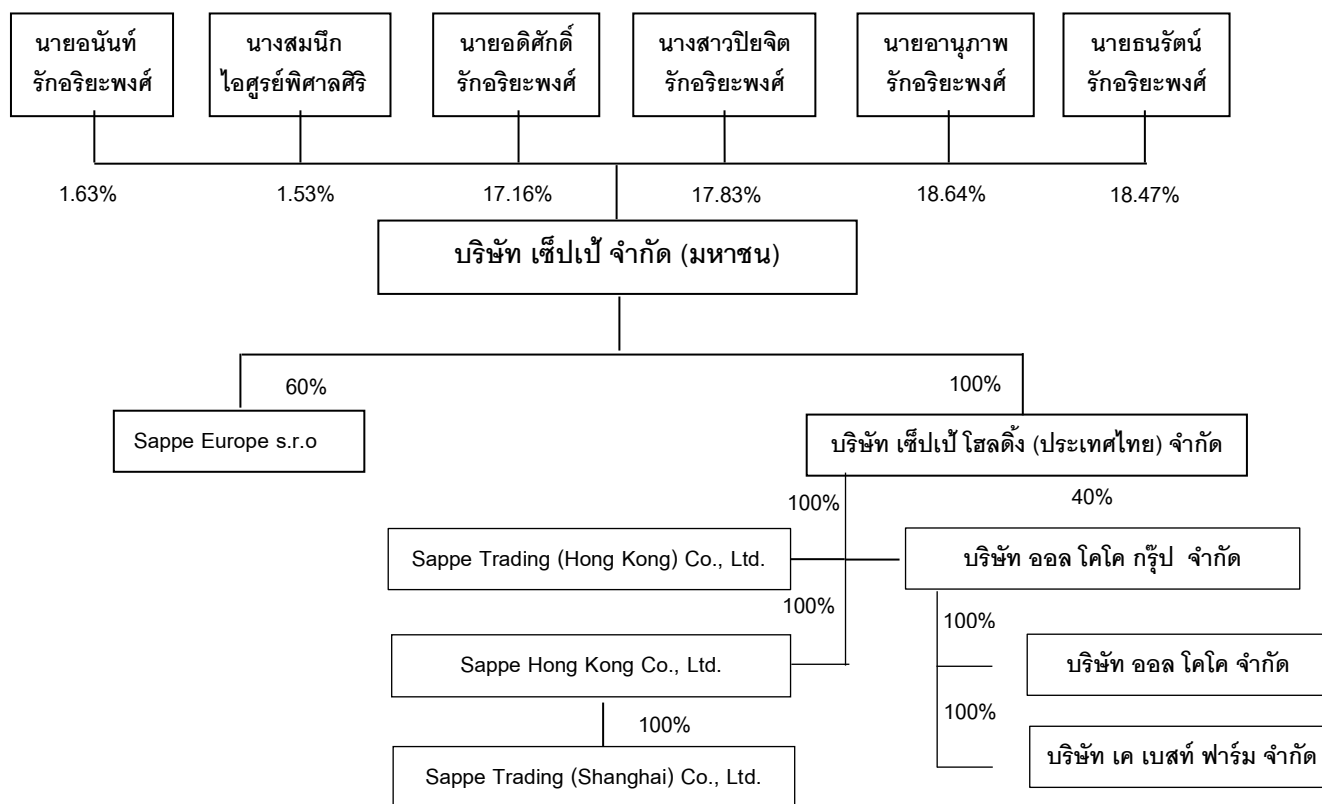 นายอนันท์
รักอริยะพงศ์
นางสมนึก
ไอศูรย์พิศาลศิริ
นายอดิศักดิ์
รักอริยะพงศ์
นางสาวปิยจิต
รักอริยะพงศ์
นายอานุภาพ
รักอริยะพงศ์
นายธนรัตน์
รักอริยะพงศ์
1.63%
1.53%
17.16%
17.83%
18.64%
18.47%
บริษัท เซ็ปเป้ จำกัด (มหาชน)
60%
100%
Sappe Europe s.r.o
บริษัท เซ็ปเป้ โฮลดิ้ง (ประเทศไทย) จำกัด
100%
40%
Sappe Trading (Hong Kong) Co., Ltd.
บริษัท ออล โคโค กรุ๊ป จำกัด
100%
100%
Sappe Hong Kong Co., Ltd.
บริษัท ออล โคโค จำกัด
100%
100%
Sappe Trading (Shanghai) Co., Ltd.
บริษัท เค เบสท์ ฟาร์ม จำกัด